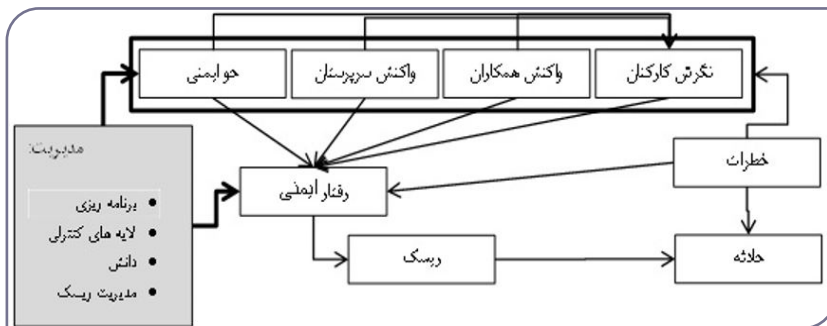 نگرش کارکنان
واکنش همکاران
واکنش سرپرستان
جو ایمنی
مدیریت:
برنامه ریزی
لایه های کنترلی
دانش
مدیریت ریسک
خطرات
رفتار ایمنی
ریسک
حادثه